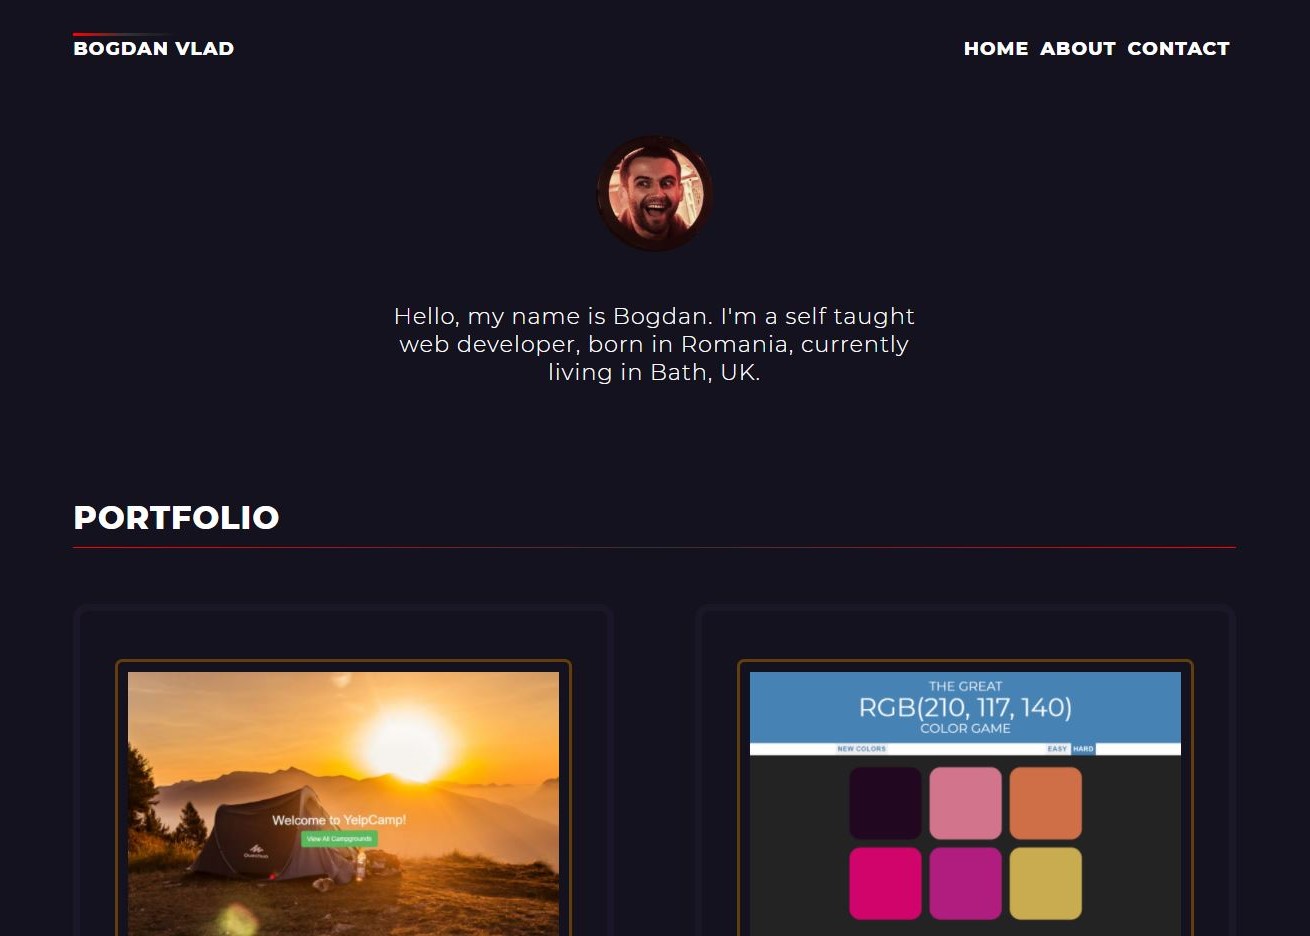 BOGDAN VLAD
HOME ABOUT CONTACT
Hello, my name is Bogdan. I'm a self taught
web developer, born in Romania, currently
living in Bath, UK.
PORTFOLIO
Welcome to YelpCamp!
View All Campgrounds
THE GREAT
RGB(210, 117, 140)
COLOR GAME
NEW COLORS
EASY HARD